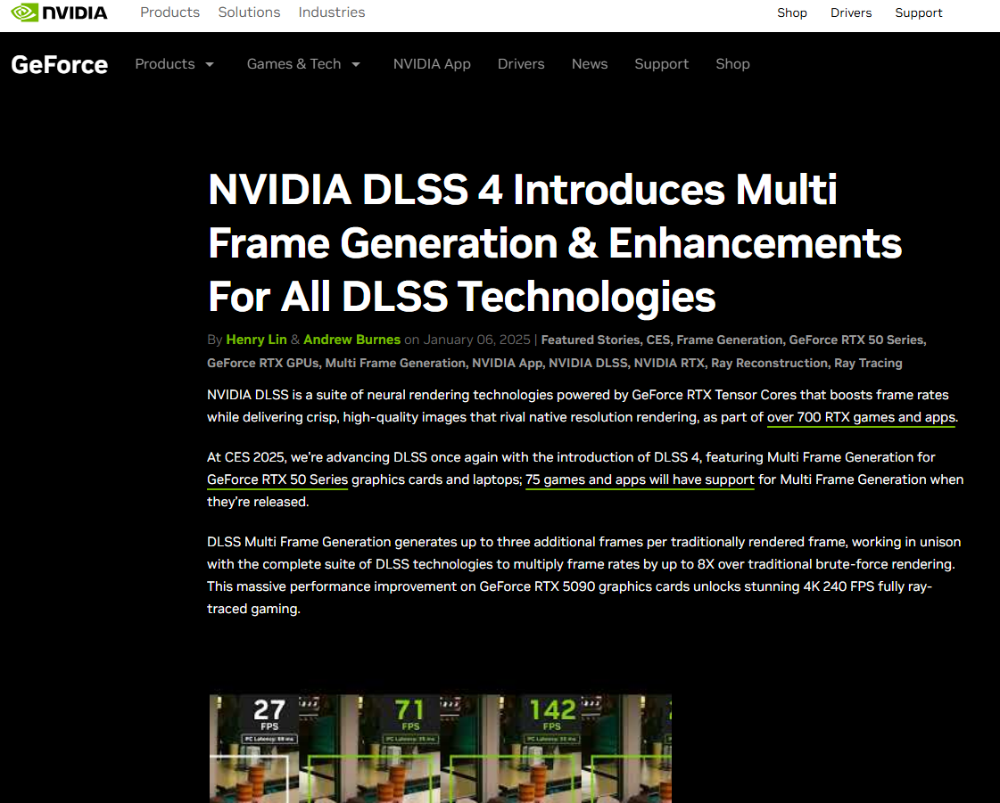 NVIDIA
Products Solutions Industries
Shop Drivers Support
GeForce
Products Games & Tech NVIDIA App Drivers News Support Shop
NVIDIA DLSS 4 Introduces Multi
Frame Generation & Enhancements
For All DLSS Technologies
By Henry Lin & Andrew Burnes on January 06, 2025 | Featured Stories, CES, Frame Generation, GeForce RTX 50 Series,
GeForce RTX GPUs, Multi Frame Generation, NVIDIA App, NVIDIA DLSS, NVIDIA RTX, Ray Reconstruction, Ray Tracing
NVIDIA DLSS is a suite of neural rendering technologies powered by GeForce RTX Tensor Cores that boosts frame rates
while delivering crisp, high-quality images that rival native resolution rendering, as part of over 700 RTX games and apps.
At CES 2025, we’re advancing DLSS once again with the introduction of DLSS 4, featuring Multi Frame Generation for
GeForce RTX 50 Series graphics cards and laptops; 75 games and apps will have support for Multi Frame Generation when
they’re released.
DLSS Multi Frame Generation generates up to three additional frames per traditionally rendered frame, working in unison
with the complete suite of DLSS technologies to multiply frame rates by up to 8X over traditional brute-force rendering.
This massive performance improvement on GeForce RTX 5090 graphics cards unlocks stunning 4K 240 FPS fully ray-
traced gaming.
27 71 142
FPS FPS FPS
PC Latency: PC Latency: PC Latency: